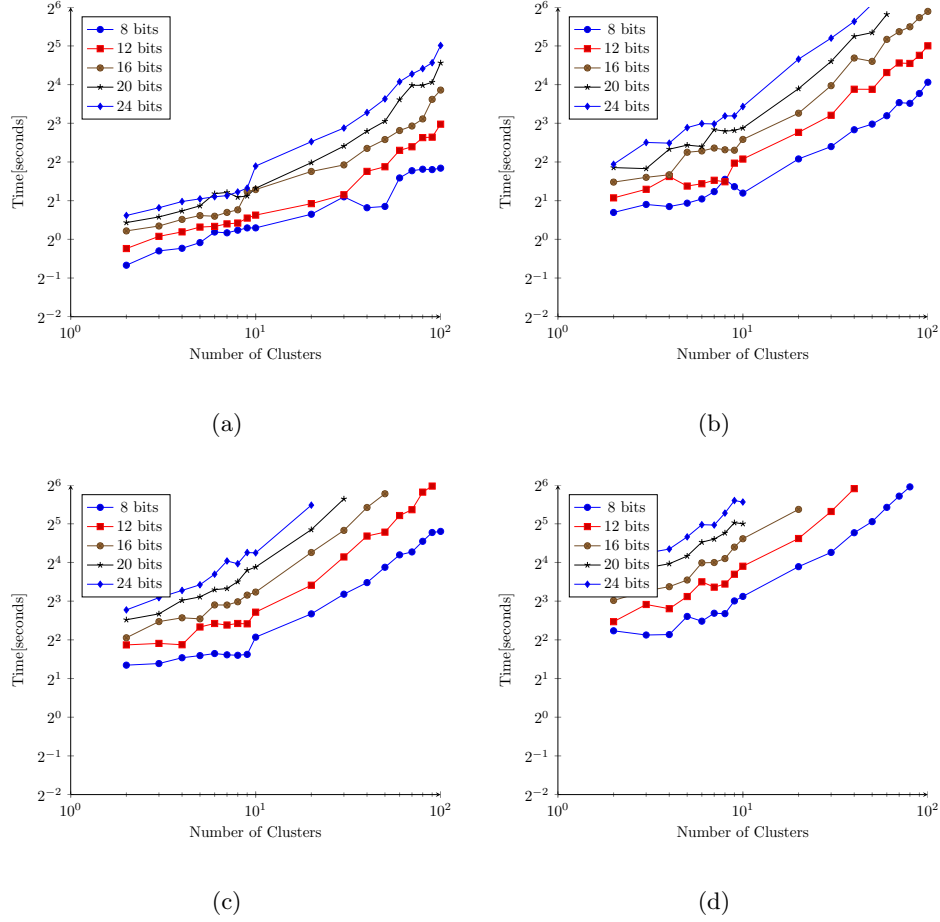 2^6
2^5
2^4
2^3
2^2
2^1
2^0
2^−1
2^−2
Time[seconds]
8 bits
12 bits
16 bits
20 bits
24 bits
10^0
10^1
10^2
Number of Clusters
(a)
2^6
2^5
2^4
2^3
2^2
2^1
2^0
2^−1
2^−2
Time[seconds]
8 bits
12 bits
16 bits
20 bits
24 bits
10^0
10^1
10^2
Number of Clusters
(b)
2^6
2^5
2^4
2^3
2^2
2^1
2^0
2^−1
2^−2
Time[seconds]
8 bits
12 bits
16 bits
20 bits
24 bits
10^0
10^1
10^2
Number of Clusters
(c)
2^6
2^5
2^4
2^3
2^2
2^1
2^0
2^−1
2^−2
Time[seconds]
8 bits
12 bits
16 bits
20 bits
24 bits
10^0
10^1
10^2
Number of Clusters
(d)